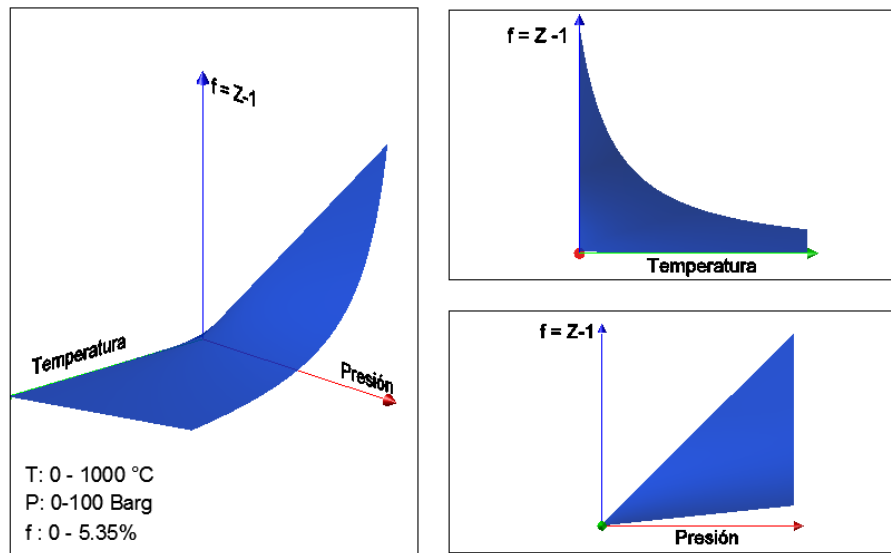 f = Z-1
Temperatura
Presión
T: 0 - 1000 °C
P: 0-100 Barg
f : 0 - 5.35%
f = Z -1
Temperatura
f = Z-1
Presión